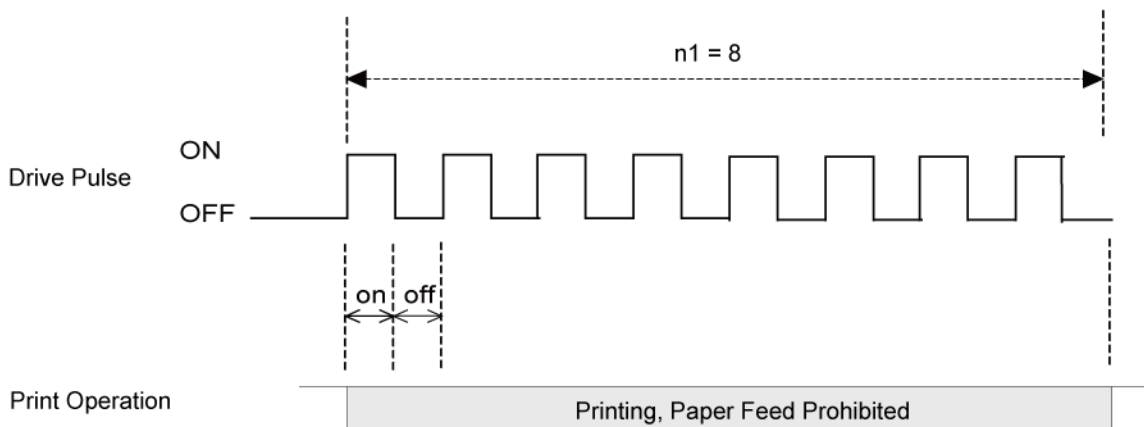 n1 = 8
ON
Drive Pulse
OFF
on off
Print Operation
Printing, Paper Feed Prohibited